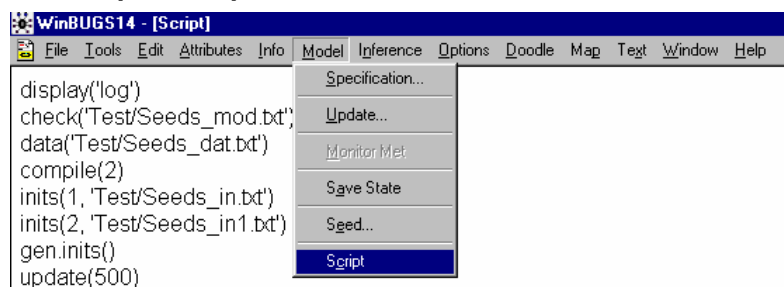 WinBUGS14 - [Script]
File Tools Edit Attributes Info Model Inference Options Doodle Map Text Window Help
display('log')
check('Test/Seeds_mod.txt')
data('Test/Seeds_dat.txt')
compile(2)
inits(1, 'Test/Seeds_in.txt')
inits(2, 'Test/Seeds_in1.txt')
gen.inits()
update(500)
Specification...
Update...
Monitor Met
Save State
Seed...
Script